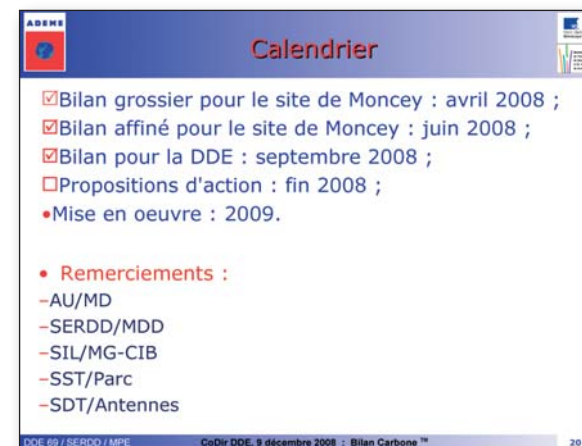 ADEME
Calendrier
☑Bilan grossier pour le site de Moncey : avril 2008 ;
☑Bilan affiné pour le site de Moncey : juin 2008 ;
☑Bilan pour la DDE : septembre 2008 ;
☐Propositions d'action : fin 2008 ;
•Mise en oeuvre : 2009.
• Remerciements :
–AU/MD
–SERDD/MDD
–SIL/MG-CIB
–SST/Parc
–SDT/Antennes
DDE 69 / SERDD / MPE CoDir DDE, 9 décembre 2008 : Bilan Carbone ™ 20